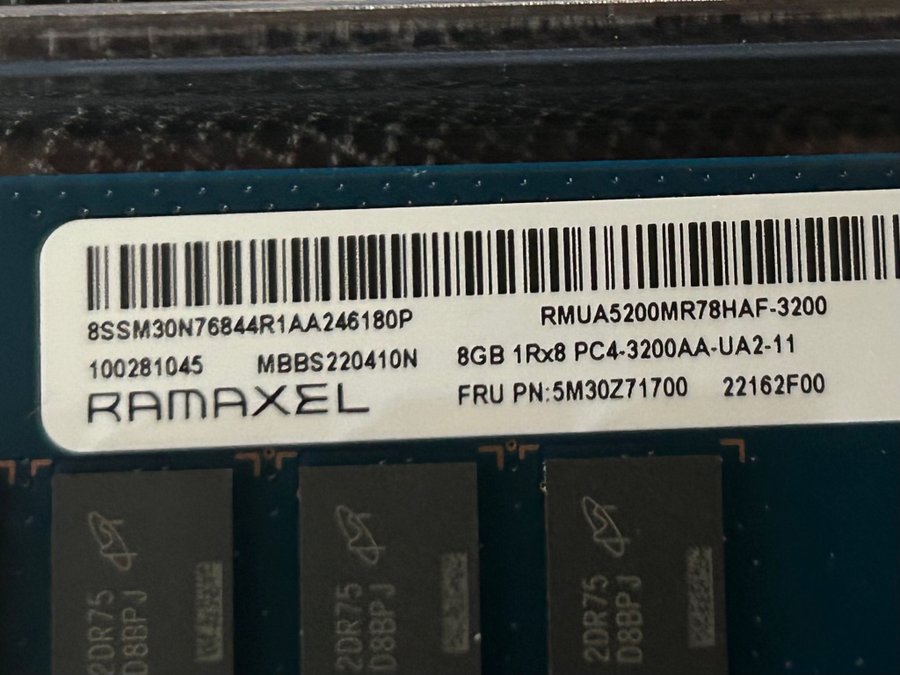 8SSM30N76844R1AA246180P RMUA5200MR78HAF-3200
100281045 MBBS220410N 8GB 1Rx8 PC4-3200AA-UA2-11
RAMAXEL FRU PN:5M30Z71700 22162F00
2DR75 2DR75 2DR75
D8BPJ D8BPJ D8BPJ